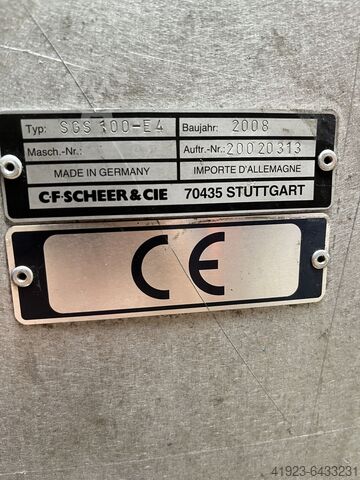 Typ: SGS 100-E4 Baujahr: 2008
Masch.-Nr.: Auftr.-Nr.: 20020313
MADE IN GERMANY IMPORTE D'ALLEMAGNE
C·F·SCHEER&CIE 70435 STUTTGART
CE
41923-6433231